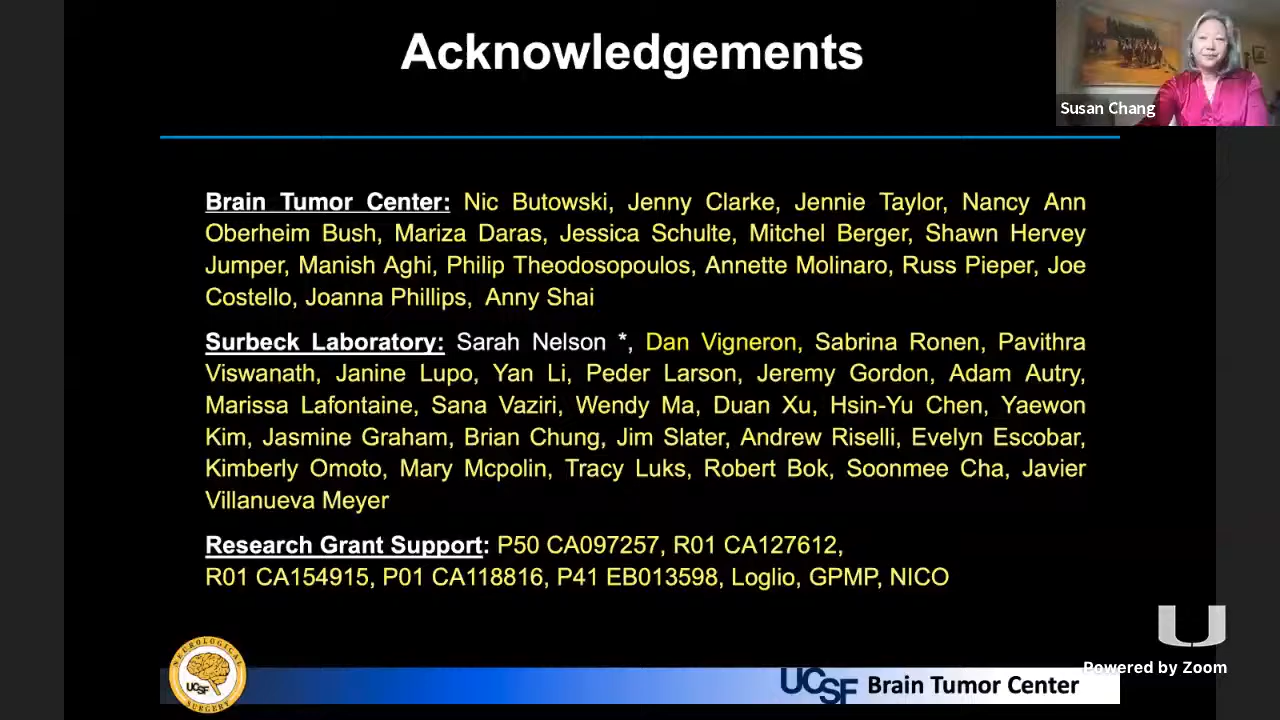 Acknowledgements
Susan Chang
Brain Tumor Center: Nic Butowski, Jenny Clarke, Jennie Taylor, Nancy Ann
Oberheim Bush, Mariza Daras, Jessica Schulte, Mitchel Berger, Shawn Hervey
Jumper, Manish Aghi, Philip Theodosopoulos, Annette Molinaro, Russ Pieper, Joe
Costello, Joanna Phillips, Anny Shai
Surbeck Laboratory: Sarah Nelson *, Dan Vigneron, Sabrina Ronen, Pavithra
Viswanath, Janine Lupo, Yan Li, Peder Larson, Jeremy Gordon, Adam Autry,
Marissa Lafontaine, Sana Vaziri, Wendy Ma, Duan Xu, Hsin-Yu Chen, Yaewon
Kim, Jasmine Graham, Brian Chung, Jim Slater, Andrew Riselli, Evelyn Escobar,
Kimberly Omoto, Mary Mcpolin, Tracy Luks, Robert Bok, Soonmee Cha, Javier
Villanueva Meyer
Research Grant Support: P50 CA097257, R01 CA127612,
R01 CA154915, P01 CA118816, P41 EB013598, Loglio, GPMP, NICO
U
Powered by Zoom
NEUROLOGICAL
UCSF
SURGERY
UCSF Brain Tumor Center